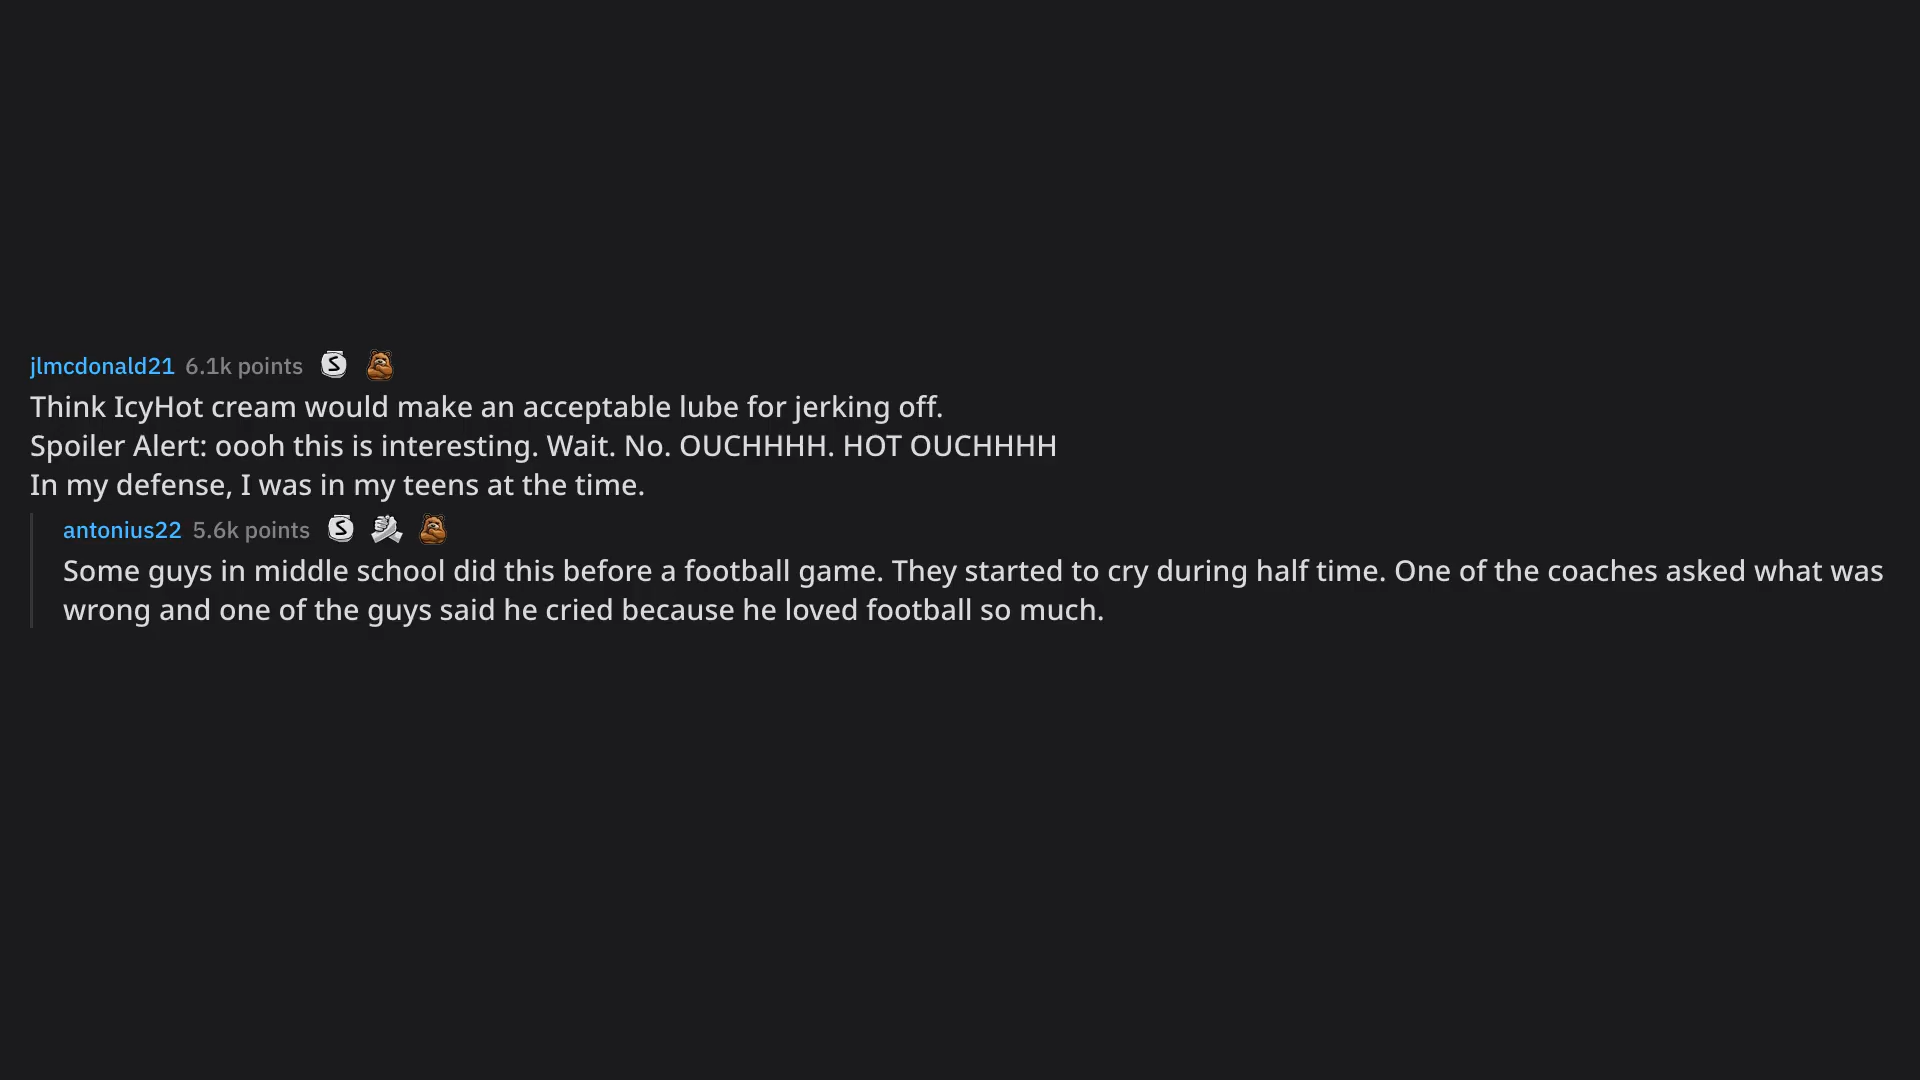 jlmcdonald21 6.1k points
Think IcyHot cream would make an acceptable lube for jerking off.
Spoiler Alert: oooh this is interesting. Wait. No. OUCHHHH. HOT OUCHHHH
In my defense, I was in my teens at the time.
antonius22 5.6k points
Some guys in middle school did this before a football game. They started to cry during half time. One of the coaches asked what was
wrong and one of the guys said he cried because he loved football so much.